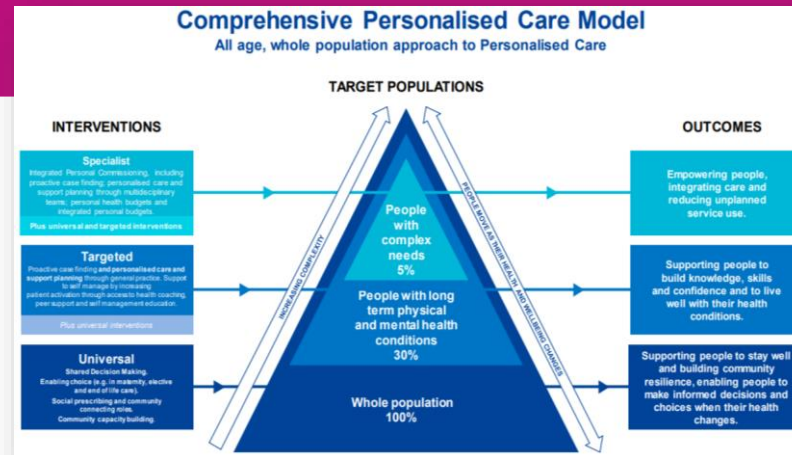 Comprehensive Personalised Care Model
All age, whole population approach to Personalised Care
TARGET POPULATIONS
INTERVENTIONS
Specialist
Integrated Personal Commissioning, including
proactive case finding; personalised care and
support planning through multidisciplinary
teams; personal health budgets and
integrated personal budgets.
Plus universal and targeted interventions
Targeted
Proactive case finding and personalised care and
support planning through general practice. Support
to self manage by increasing
patient activation through access to health coaching,
peer support and self management education.
Plus universal interventions
Universal
Shared Decision Making.
Enabling choice (e.g. in maternity, elective
and end of life care).
Social prescribing and community
connecting roles.
Community capacity building.
INCREASING COMPLEXITY
People
with
complex
needs
5%
People with long
term physical
and mental health
conditions
30%
Whole population
100%
PEOPLE MOVE AS THEIR HEALTH AND WELLBEING CHANGES
OUTCOMES
Empowering people,
integrating care and
reducing unplanned
service use.
Supporting people to
build knowledge, skills
and confidence and to live
well with their health
conditions.
Supporting people to stay well
and building community
resilience, enabling people to
make informed decisions and
choices when their health
changes.